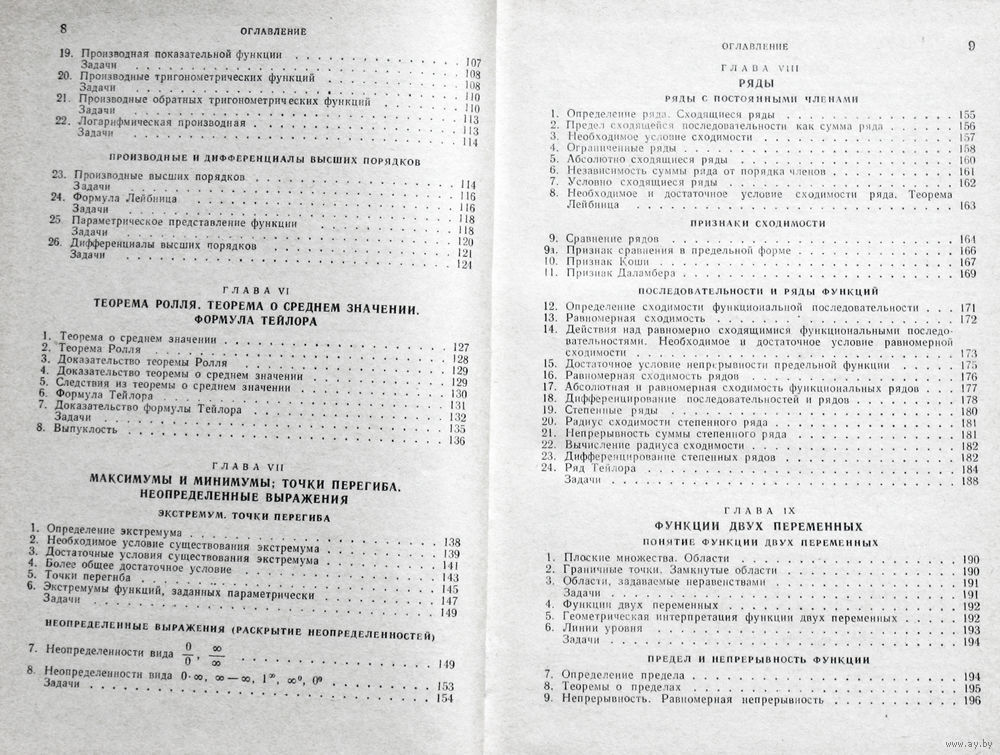 8
ОГЛАВЛЕНИЕ
19. Производная показательной функции . . . 107
Задачи . . . 108
20. Производные тригонометрических функций . . . 108
Задачи . . . 110
21. Производные обратных тригонометрических функций . . . 110
Задачи . . . 113
22. Логарифмическая производная . . . 113
Задачи . . . 114
ПРОИЗВОДНЫЕ И ДИФФЕРЕНЦИАЛЫ ВЫСШИХ ПОРЯДКОВ
23. Производные высших порядков . . . 114
Задачи . . . 116
24. Формула Лейбница . . . 116
Задачи . . . 118
25. Параметрическое представление функции . . . 118
Задачи . . . 120
26. Дифференциалы высших порядков . . . 121
Задачи . . . 124
ГЛАВА VI
ТЕОРЕМА РОЛЛЯ. ТЕОРЕМА О СРЕДНЕМ ЗНАЧЕНИИ.
ФОРМУЛА ТЕЙЛОРА
1. Теорема о среднем значении . . . 127
2. Теорема Ролля . . . 128
3. Доказательство теоремы Ролля . . . 129
4. Доказательство теоремы о среднем значении . . . 129
5. Следствия из теоремы о среднем значении . . . 130
6. Формула Тейлора . . . 131
7. Доказательство формулы Тейлора . . . 132
Задачи . . . 135
8. Выпуклость . . . 136
ГЛАВА VII
МАКСИМУМЫ И МИНИМУМЫ; ТОЧКИ ПЕРЕГИБА.
НЕОПРЕДЕЛЕННЫЕ ВЫРАЖЕНИЯ
ЭКСТРЕМУМ. ТОЧКИ ПЕРЕГИБА
1. Определение экстремума . . . 138
2. Необходимое условие существования экстремума . . . 139
3. Достаточные условия существования экстремума . . . 141
4. Более общее достаточное условие . . . 143
5. Точки перегиба . . . 145
6. Экстремумы функций, заданных параметрически . . . 147
Задачи . . . 149
НЕОПРЕДЕЛЕННЫЕ ВЫРАЖЕНИЯ (РАСКРЫТИЕ НЕОПРЕДЕЛЕННОСТЕЙ)
7. Неопределенности вида 0/0, ∞/∞ . . . 149
8. Неопределенности вида 0·∞, ∞—∞, 1^∞, ∞⁰, 0⁰ . . . 153
Задачи . . . 154
ОГЛАВЛЕНИЕ
9
ГЛАВА VIII
РЯДЫ
РЯДЫ С ПОСТОЯННЫМИ ЧЛЕНАМИ
1. Определение ряда. Сходящиеся ряды . . . 155
2. Предел сходящейся последовательности как сумма ряда . . . 156
3. Необходимое условие сходимости . . . 157
4. Ограниченные ряды . . . 158
5. Абсолютно сходящиеся ряды . . . 160
6. Независимость суммы ряда от порядка членов . . . 161
7. Условно сходящиеся ряды . . . 162
8. Необходимое и достаточное условие сходимости ряда. Теорема
Лейбница . . . 163
ПРИЗНАКИ СХОДИМОСТИ
9. Сравнение рядов . . . 164
9а. Признак сравнения в предельной форме . . . 166
10. Признак Коши . . . 167
11. Признак Даламбера . . . 169
ПОСЛЕДОВАТЕЛЬНОСТИ И РЯДЫ ФУНКЦИЙ
12. Определение сходимости функциональной последовательности . . . 171
13. Равномерная сходимость . . . 172
14. Действия над равномерно сходящимися функциональными последо-
вательностями. Необходимое и достаточное условие равномерной
сходимости . . . 173
15. Достаточное условие непрерывности предельной функции . . . 175
16. Равномерная сходимость рядов . . . 176
17. Абсолютная и равномерная сходимость функциональных рядов . . . 177
18. Дифференцирование последовательностей и рядов . . . 178
19. Степенные ряды . . . 180
20. Радиус сходимости степенного ряда . . . 181
21. Непрерывность суммы степенного ряда . . . 181
22. Вычисление радиуса сходимости . . . 182
23. Дифференцирование степенных рядов . . . 182
24. Ряд Тейлора . . . 184
Задачи . . . 188
ГЛАВА IX
ФУНКЦИИ ДВУХ ПЕРЕМЕННЫХ
ПОНЯТИЕ ФУНКЦИИ ДВУХ ПЕРЕМЕННЫХ
1. Плоские множества. Области . . . 190
2. Граничные точки. Замкнутые области . . . 190
3. Области, задаваемые неравенствами . . . 191
Задачи . . . 191
4. Функции двух переменных . . . 192
5. Геометрическая интерпретация функции двух переменных . . . 192
6. Линии уровня . . . 193
Задачи . . . 194
ПРЕДЕЛ И НЕПРЕРЫВНОСТЬ ФУНКЦИИ
7. Определение предела . . . 194
8. Теоремы о пределах . . . 195
9. Непрерывность. Равномерная непрерывность . . . 196
www.ay.by